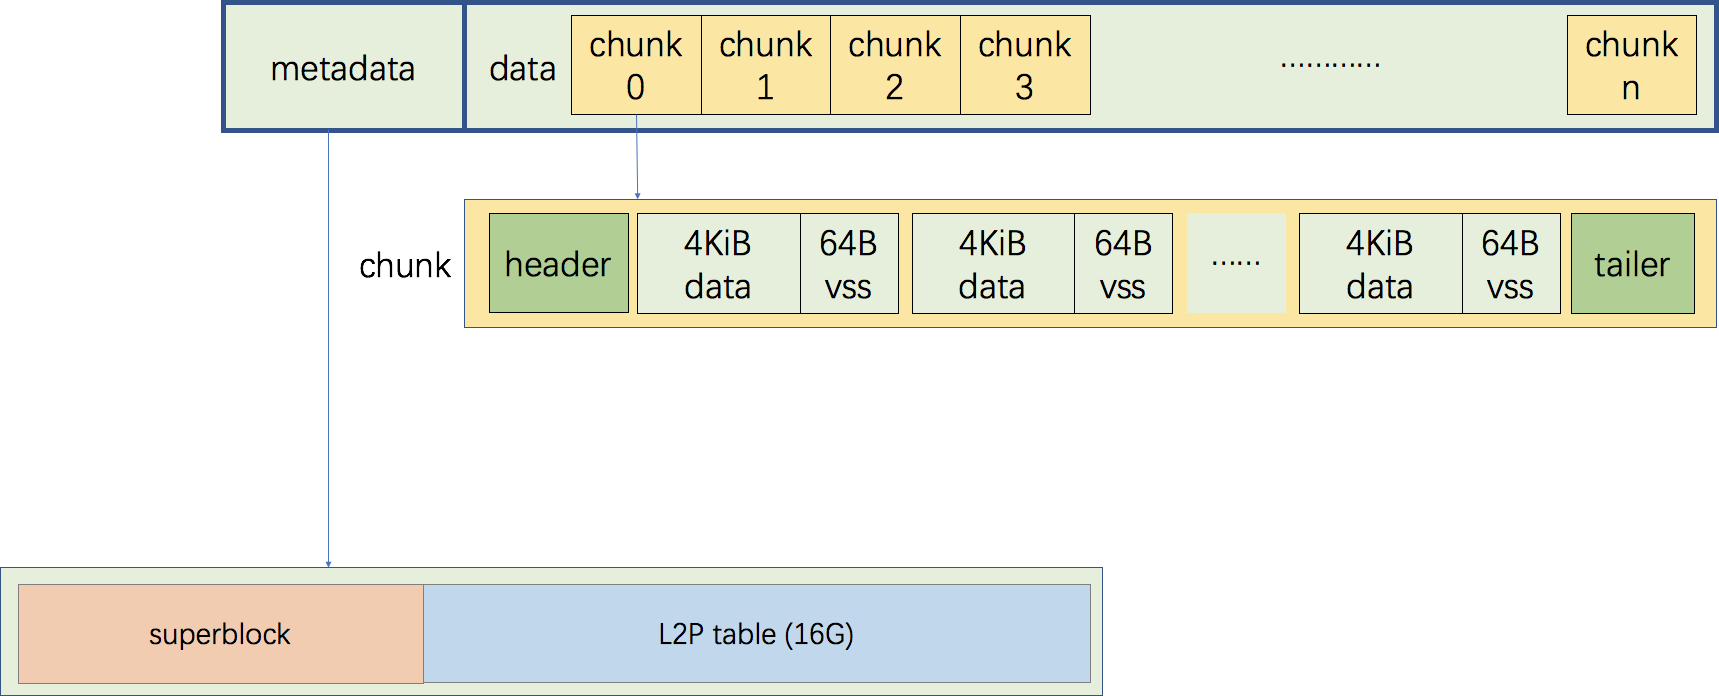 metadata
data
chunk
0
chunk
1
chunk
2
chunk
3
............
chunk
n
chunk
header
4KiB
data
64B
vss
4KiB
data
64B
vss
......
4KiB
data
64B
vss
tailer
superblock
L2P table (16G)